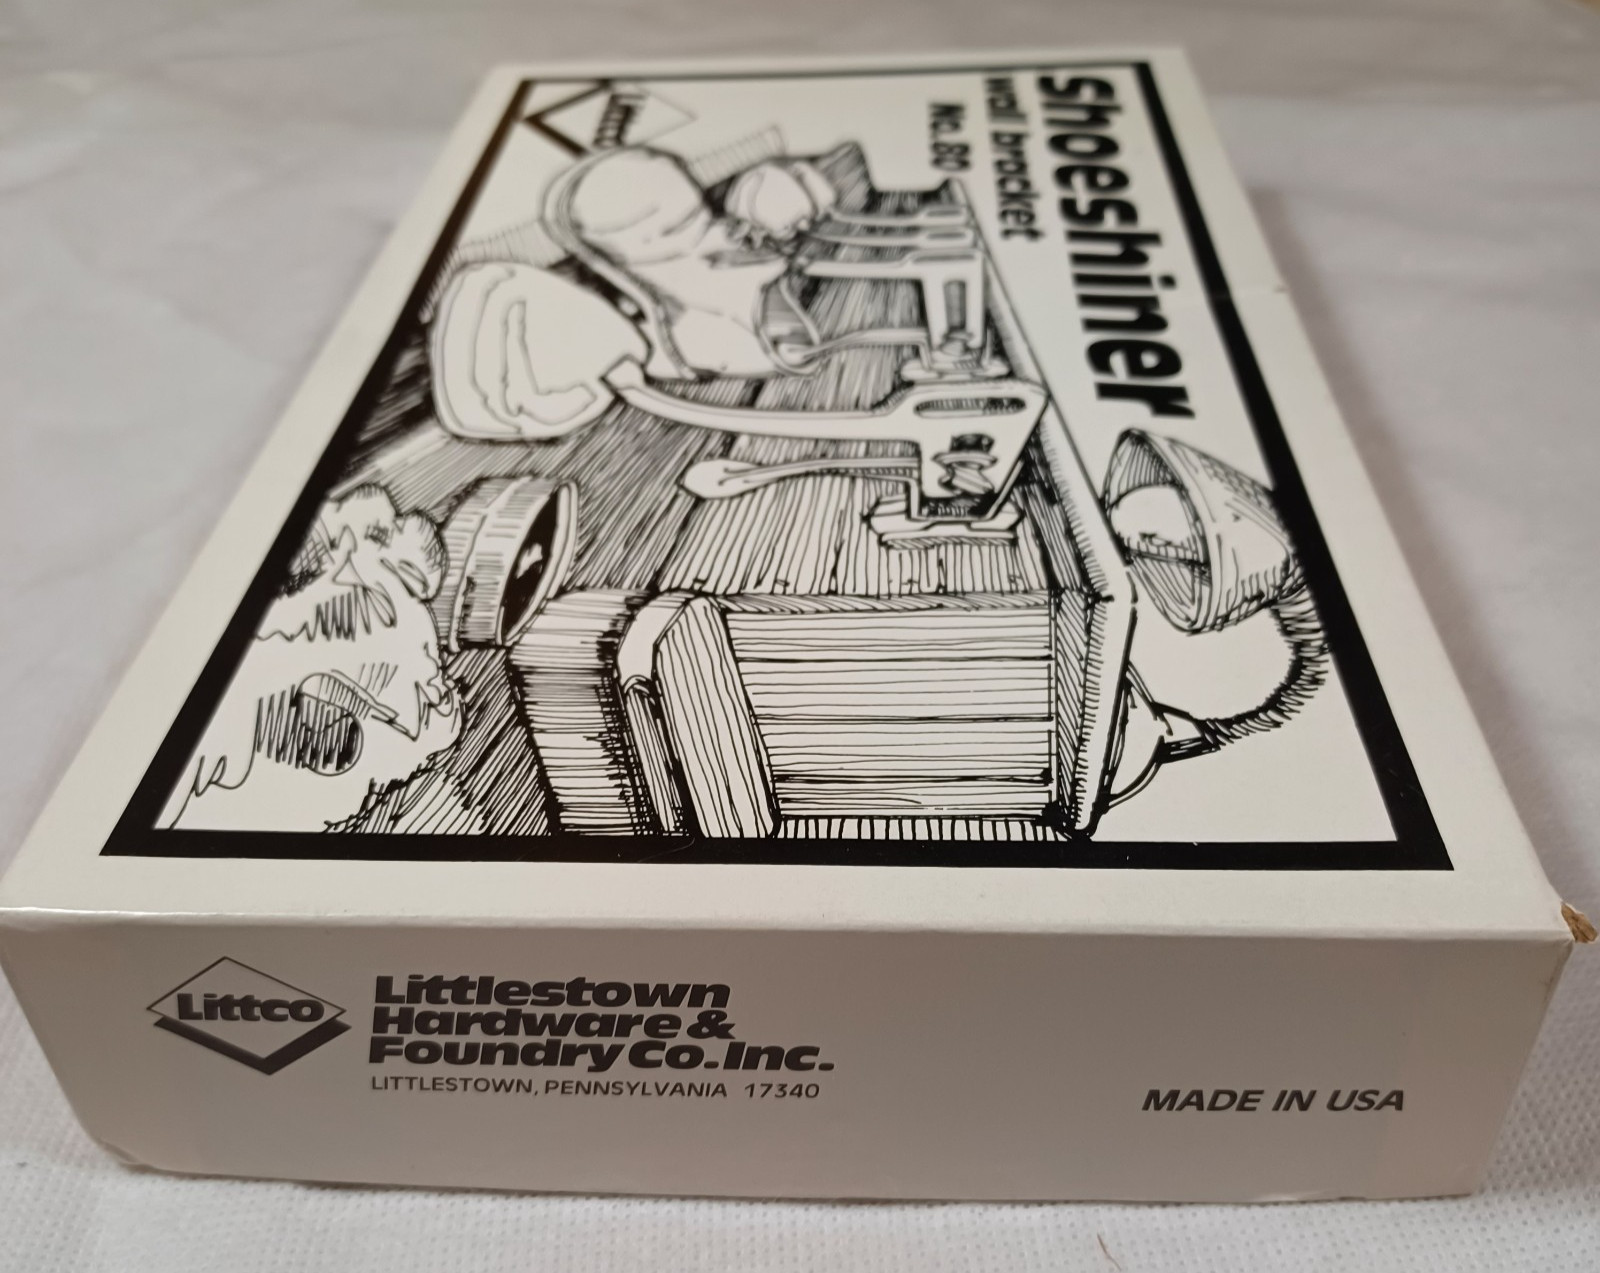 Shoeshiner
wall bracket
No. 80
Littco
Littco
Littlestown
Hardware &
Foundry Co. Inc.
LITTLESTOWN, PENNSYLVANIA 17340
MADE IN USA